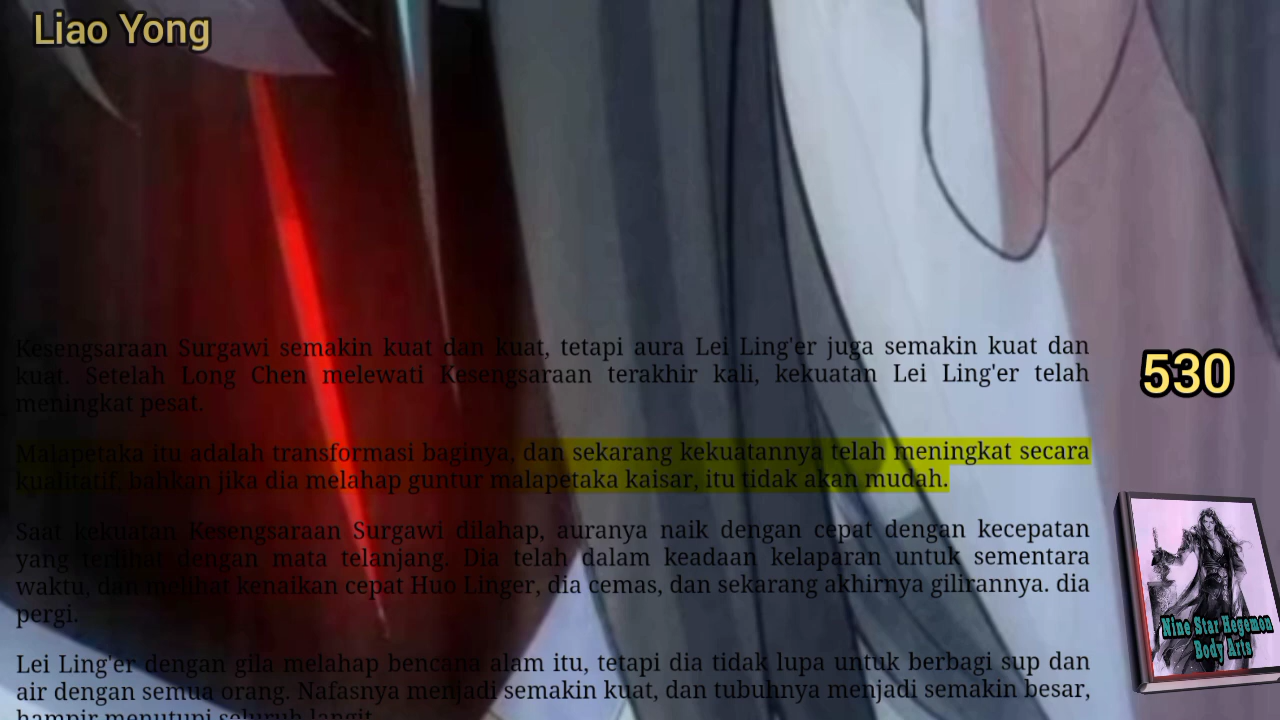 Liao Yong
Kesengsaraan Surgawi semakin kuat dan kuat, tetapi aura Lei Ling'er juga semakin kuat dan
kuat. Setelah Long Chen melewati Kesengsaraan terakhir kali, kekuatan Lei Ling'er telah
meningkat pesat.
530
Malapetaka itu adalah transformasi baginya, dan sekarang kekuatannya telah meningkat secara
kualitatif, bahkan jika dia melahap guntur malapetaka kaisar, itu tidak akan mudah.
Saat kekuatan Kesengsaraan Surgawi dilahap, auranya naik dengan cepat dengan kecepatan
yang terlihat dengan mata telanjang. Dia telah dalam keadaan kelaparan untuk sementara
waktu, dan melihat kenaikan cepat Huo Linger, dia cemas, dan sekarang akhirnya gilirannya. dia
pergi.
Lei Ling'er dengan gila melahap bencana alam itu, tetapi dia tidak lupa untuk berbagi sup dan
air dengan semua orang. Nafasnya menjadi semakin kuat, dan tubuhnya menjadi semakin besar,
hampir menutupi seluruh langit.
Nine Star Hegemon
Body Arts